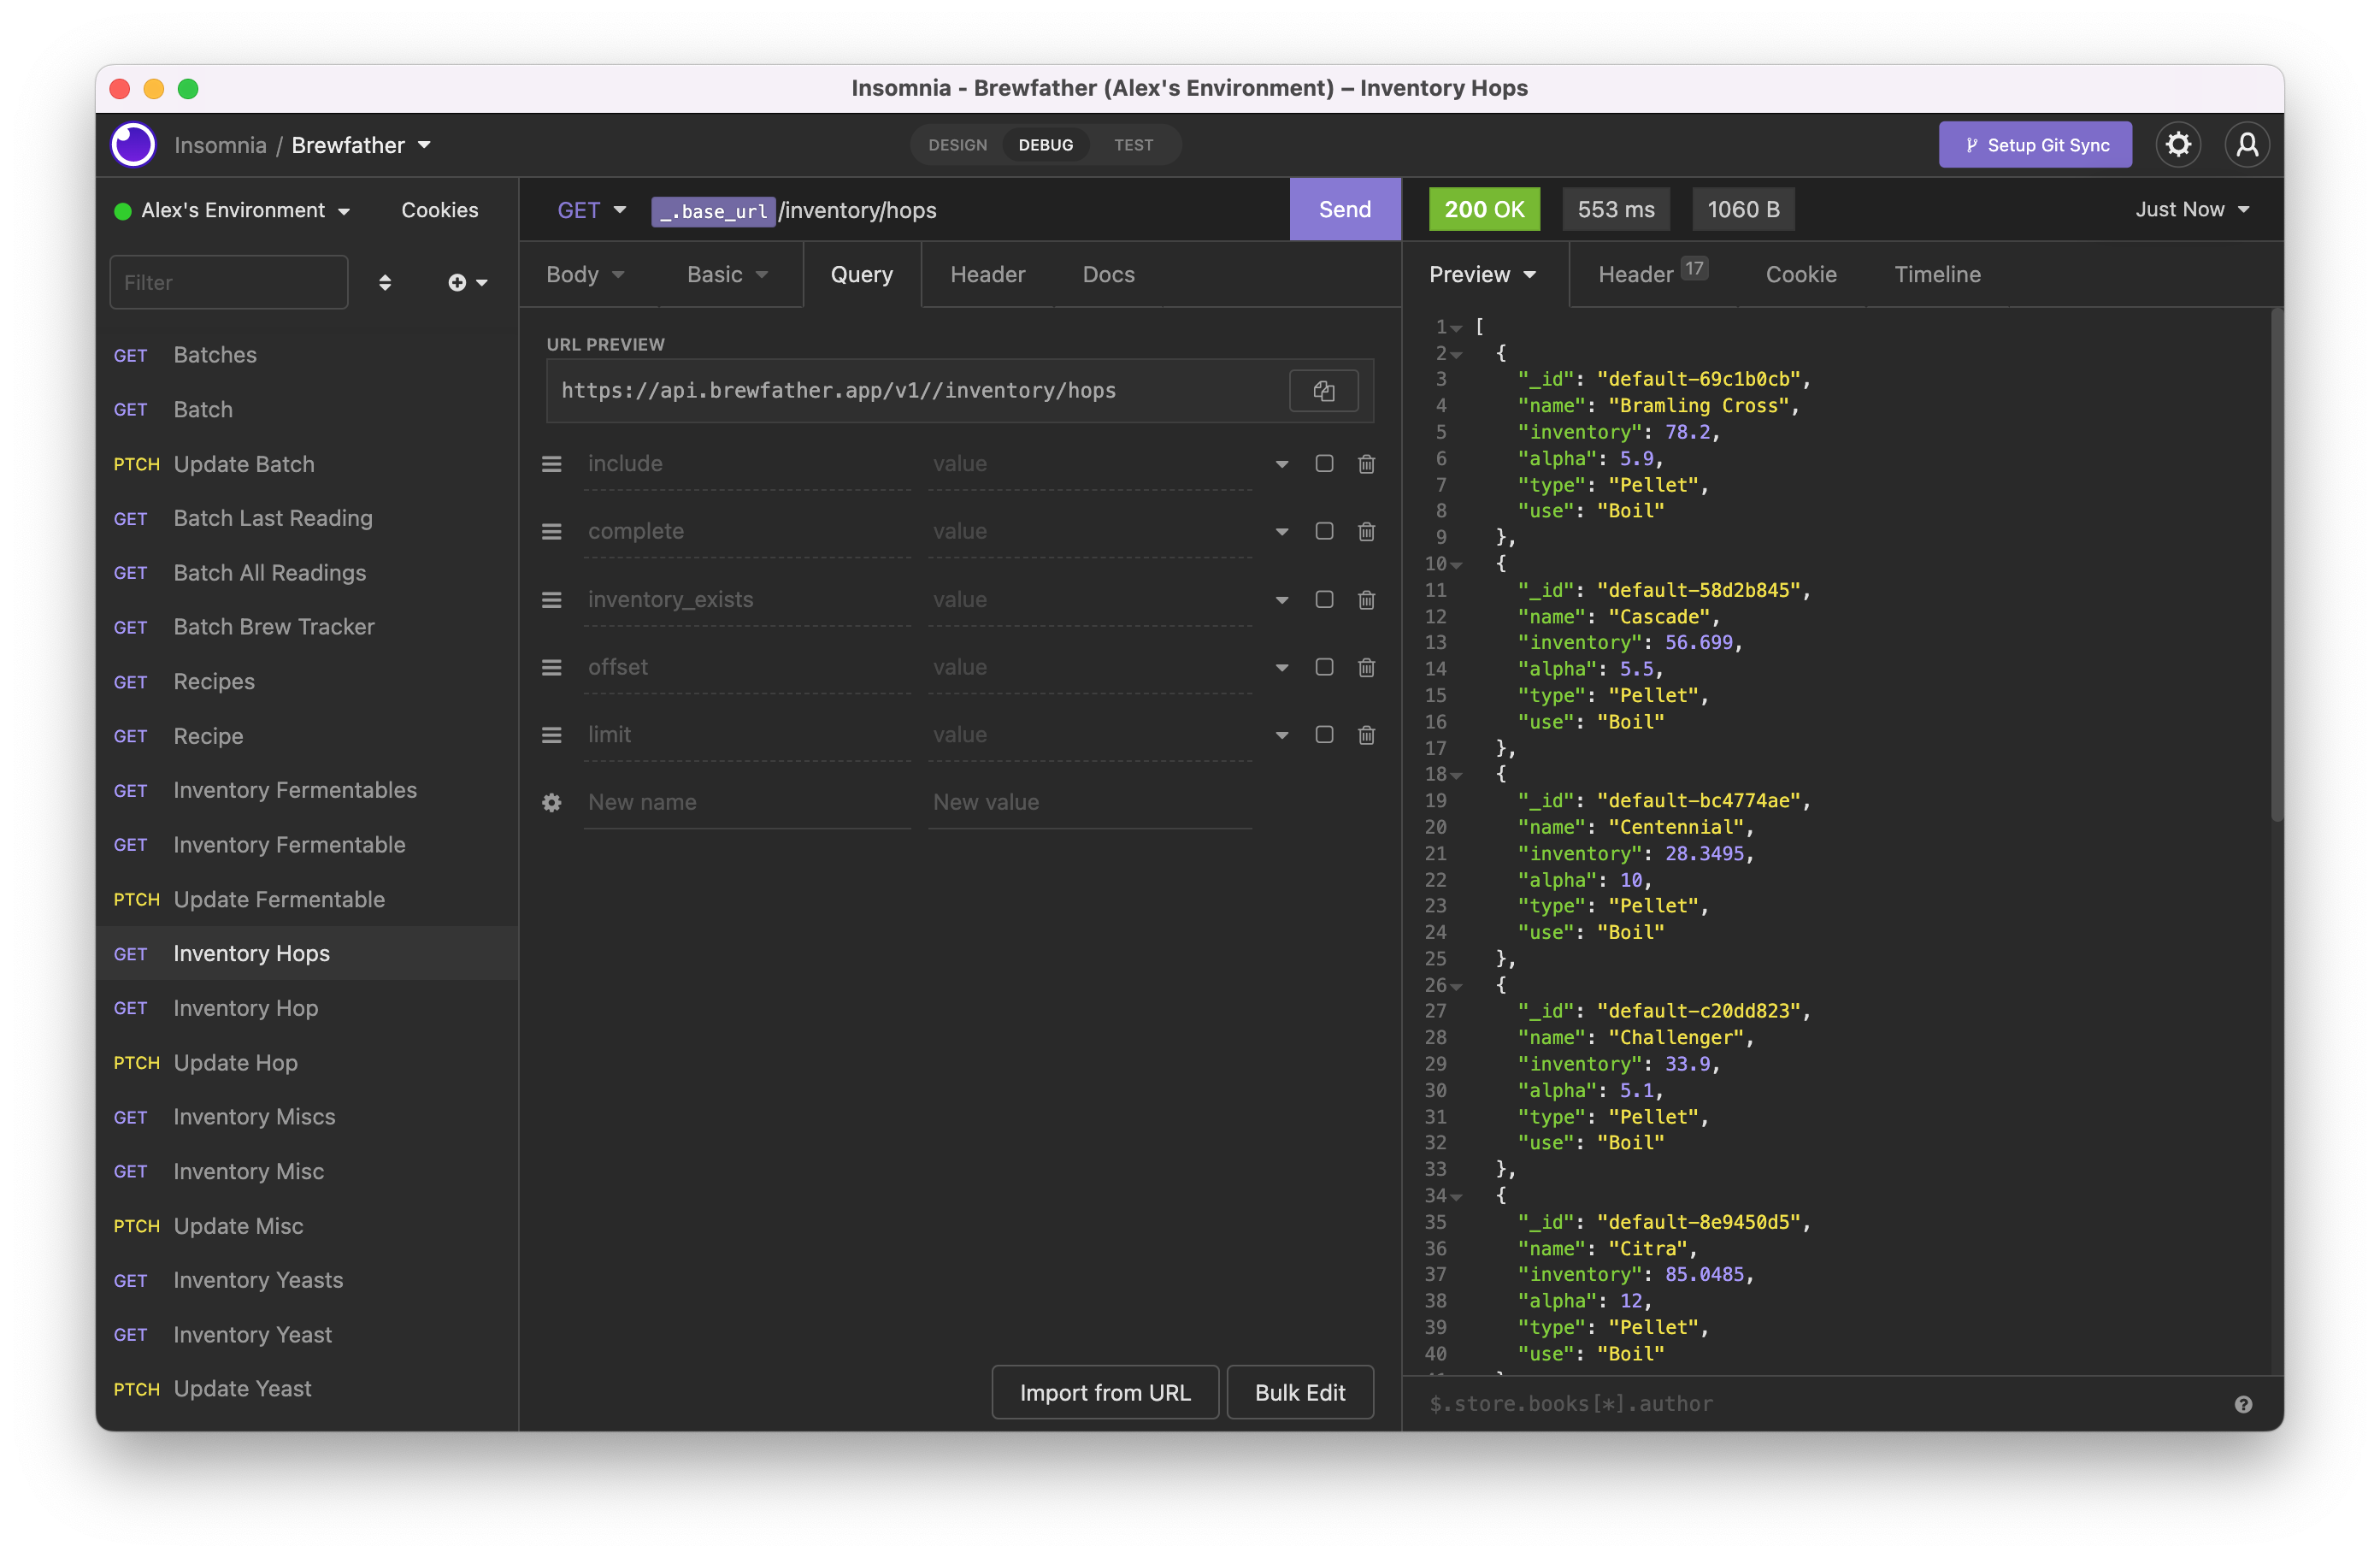 Insomnia - Brewfather (Alex's Environment) – Inventory Hops
Insomnia / Brewfather
DESIGN DEBUG TEST
Setup Git Sync
Alex's Environment Cookies
Filter
GET Batches
GET Batch
PTCH Update Batch
GET Batch Last Reading
GET Batch All Readings
GET Batch Brew Tracker
GET Recipes
GET Recipe
GET Inventory Fermentables
GET Inventory Fermentable
PTCH Update Fermentable
GET Inventory Hops
GET Inventory Hop
PTCH Update Hop
GET Inventory Miscs
GET Inventory Misc
PTCH Update Misc
GET Inventory Yeasts
GET Inventory Yeast
PTCH Update Yeast
GET _.base_url /inventory/hops Send
Body Basic Query Header Docs
URL PREVIEW
https://api.brewfather.app/v1//inventory/hops
include value
complete value
inventory_exists value
offset value
limit value
New name New value
Import from URL Bulk Edit
200 OK 553 ms 1060 B Just Now
Preview Header 17 Cookie Timeline
1 [
2 {
3 "_id": "default-69c1b0cb",
4 "name": "Bramling Cross",
5 "inventory": 78.2,
6 "alpha": 5.9,
7 "type": "Pellet",
8 "use": "Boil"
9 },
10 {
11 "_id": "default-58d2b845",
12 "name": "Cascade",
13 "inventory": 56.699,
14 "alpha": 5.5,
15 "type": "Pellet",
16 "use": "Boil"
17 },
18 {
19 "_id": "default-bc4774ae",
20 "name": "Centennial",
21 "inventory": 28.3495,
22 "alpha": 10,
23 "type": "Pellet",
24 "use": "Boil"
25 },
26 {
27 "_id": "default-c20dd823",
28 "name": "Challenger",
29 "inventory": 33.9,
30 "alpha": 5.1,
31 "type": "Pellet",
32 "use": "Boil"
33 },
34 {
35 "_id": "default-8e9450d5",
36 "name": "Citra",
37 "inventory": 85.0485,
38 "alpha": 12,
39 "type": "Pellet",
40 "use": "Boil"
$.store.books[*].author